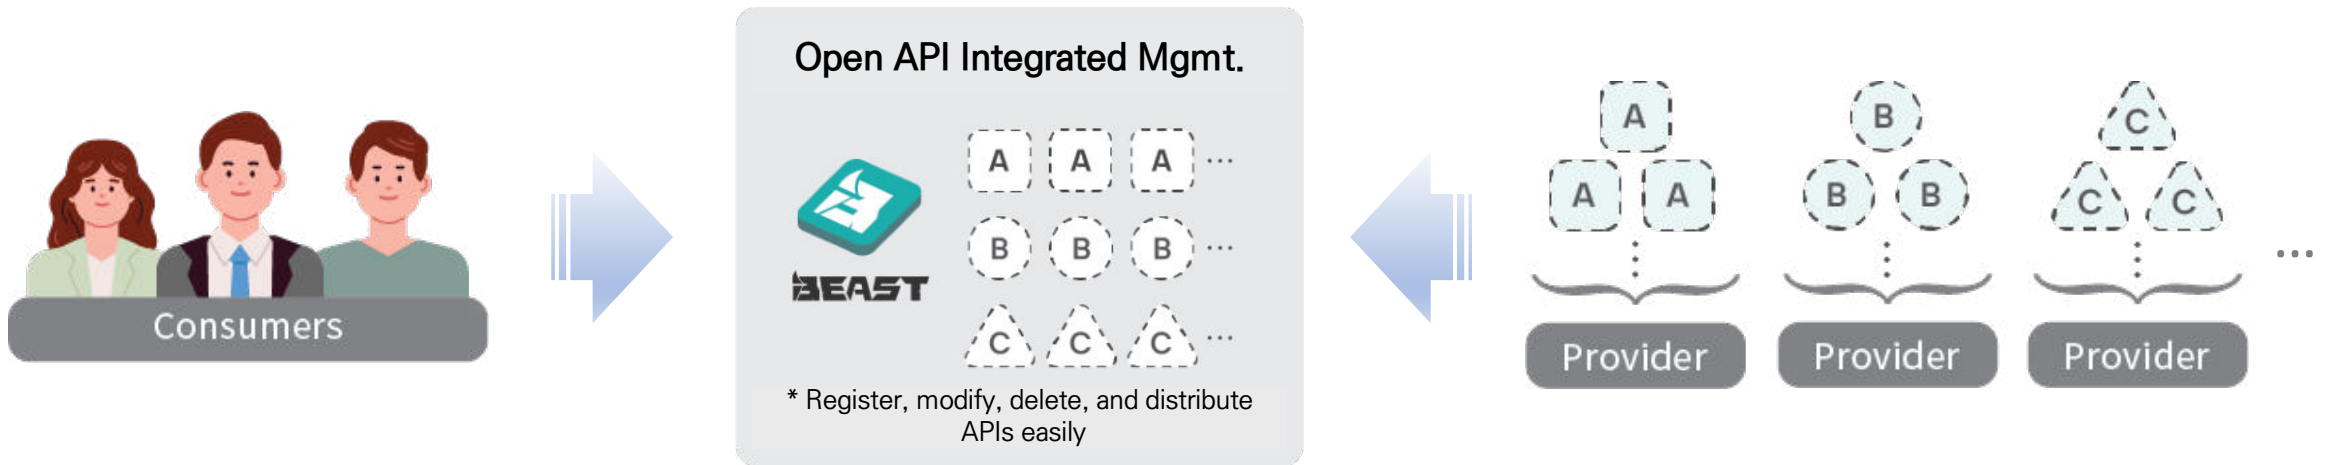 Open API Integrated Mgmt.
A A A ...
B B B ...
C C C ...
BEAST
* Register, modify, delete, and distribute
APIs easily
Consumers
A
A A
B
B B
C
C C
...
Provider
Provider
Provider